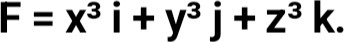 F = x³ i + y³ j + z³ k.